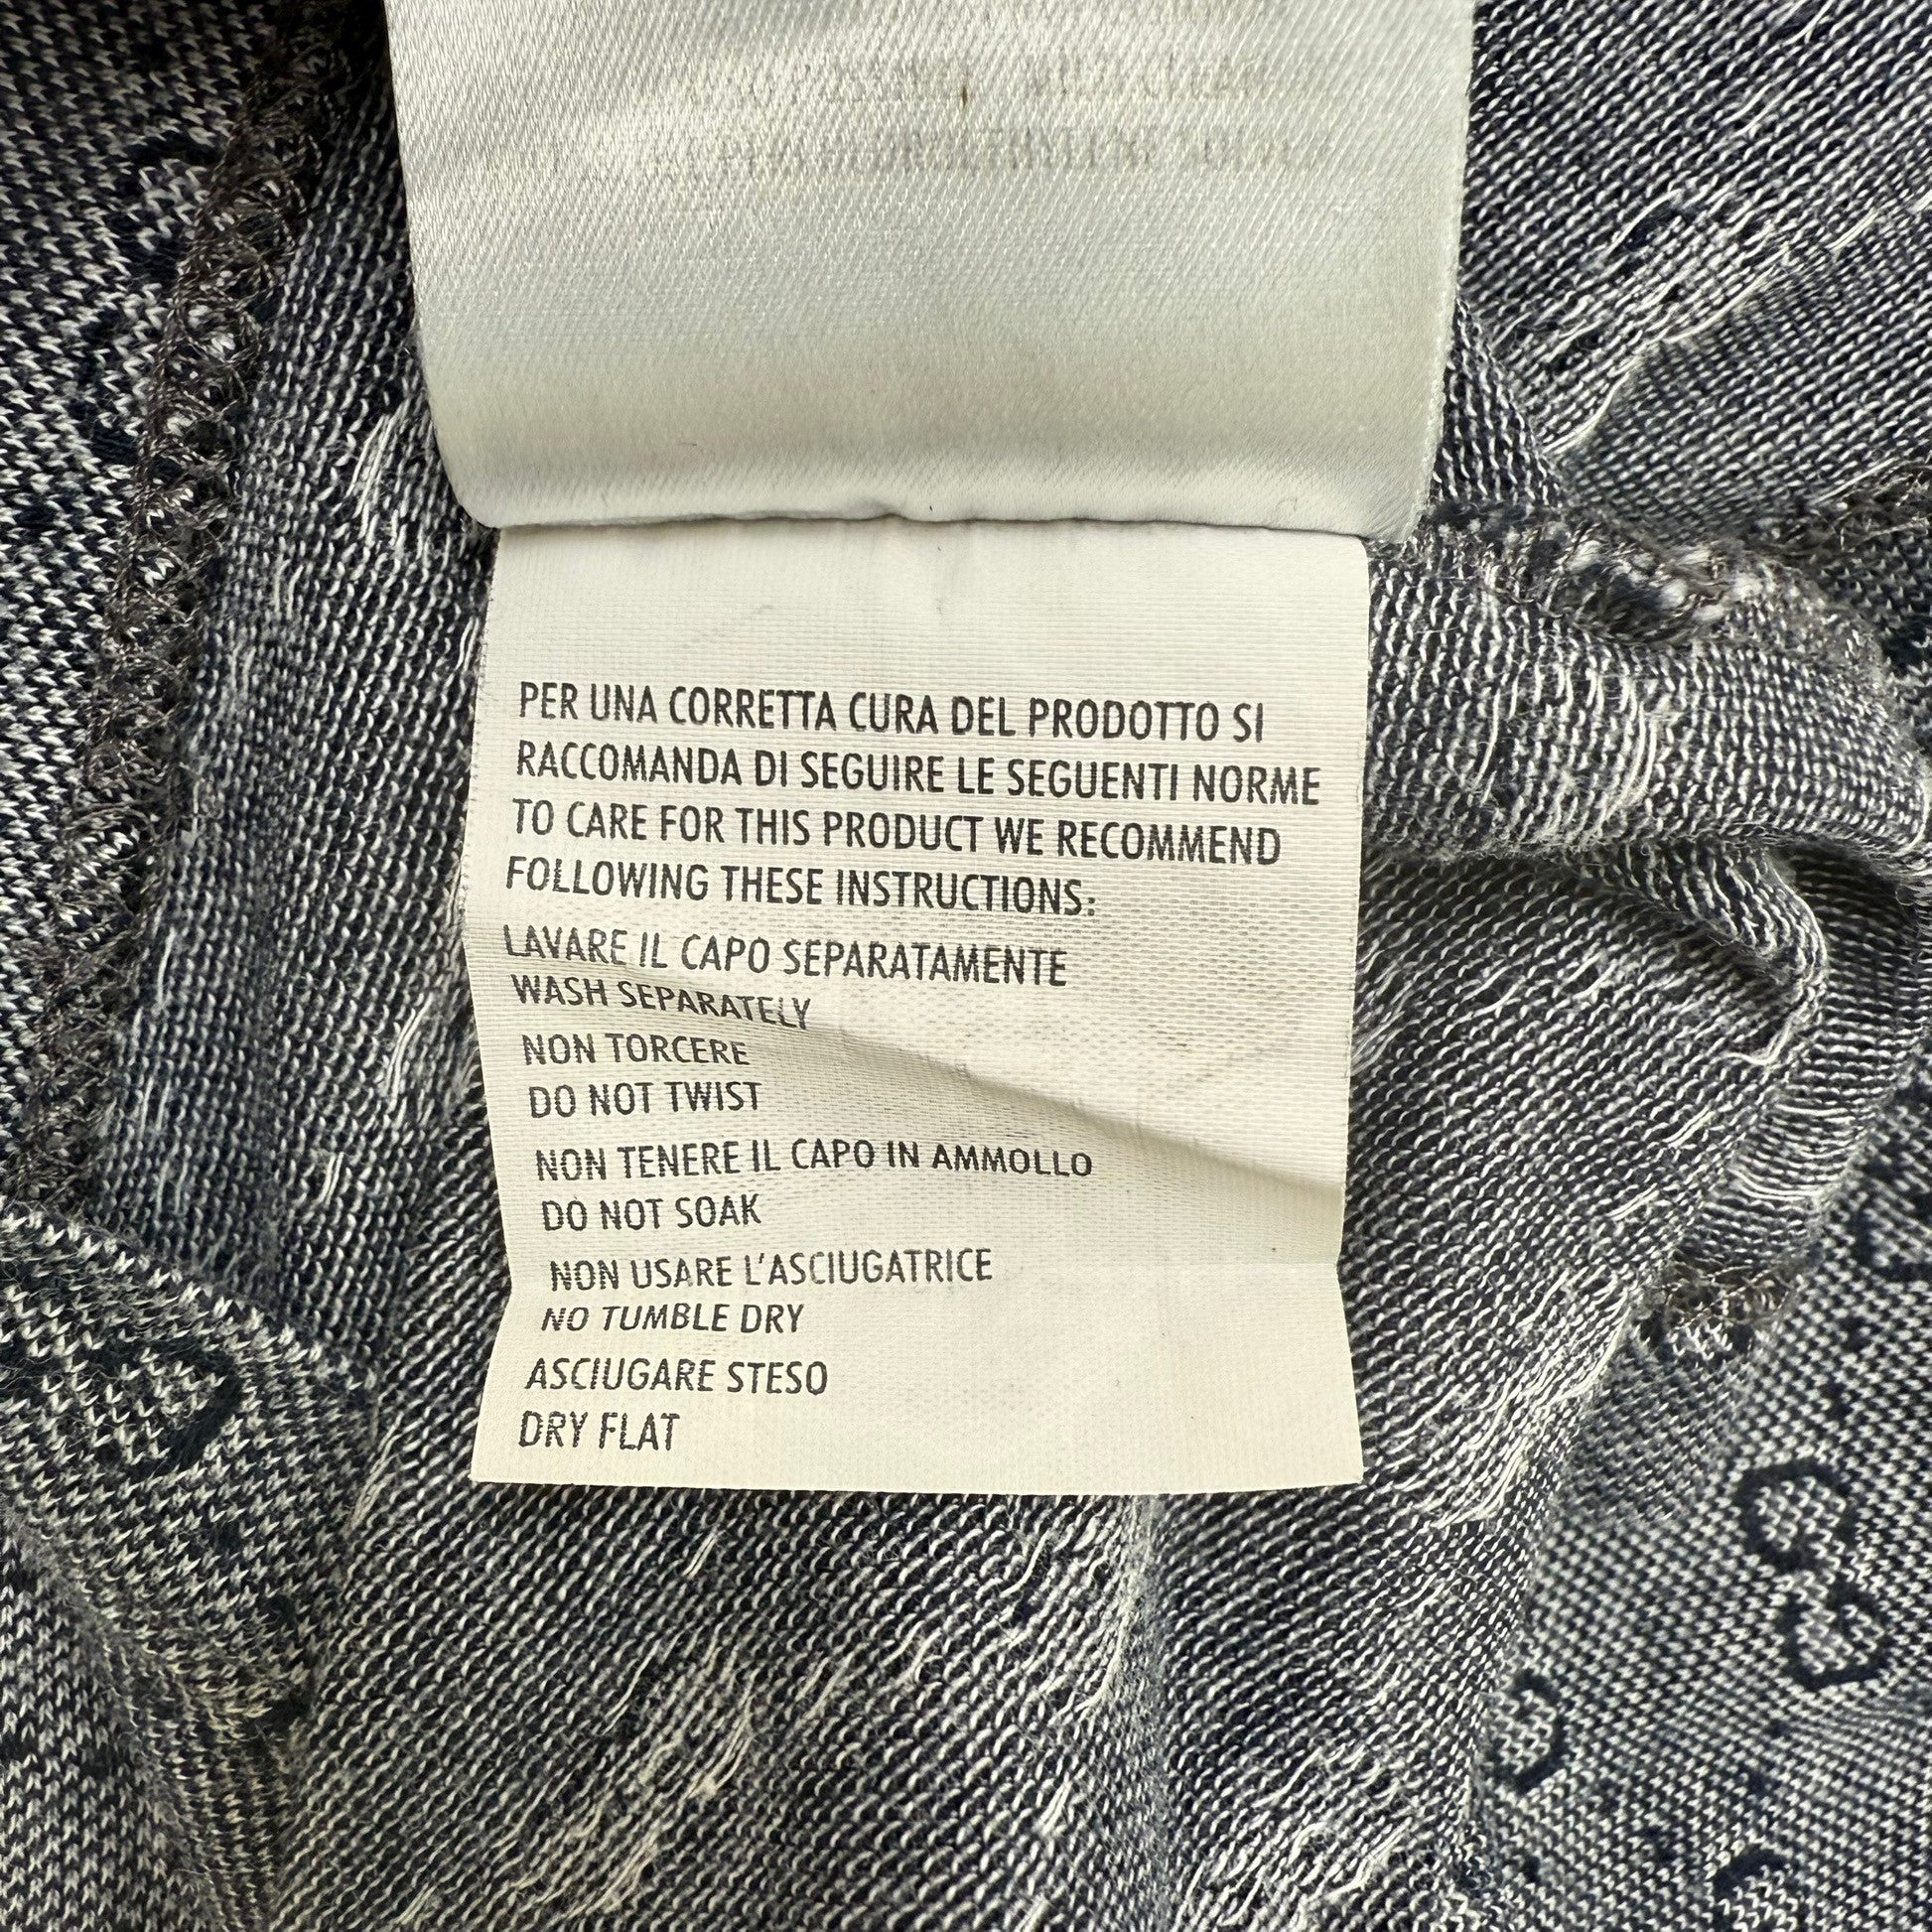 PER UNA CORRETTA CURA DEL PRODOTTO SI
RACCOMANDA DI SEGUIRE LE SEGUENTI NORME
TO CARE FOR THIS PRODUCT WE RECOMMEND
FOLLOWING THESE INSTRUCTIONS:
LAVARE IL CAPO SEPARATAMENTE
WASH SEPARATELY
NON TORCERE
DO NOT TWIST
NON TENERE IL CAPO IN AMMOLLO
DO NOT SOAK
NON USARE L'ASCIUGATRICE
NO TUMBLE DRY
ASCIUGARE STESO
DRY FLAT